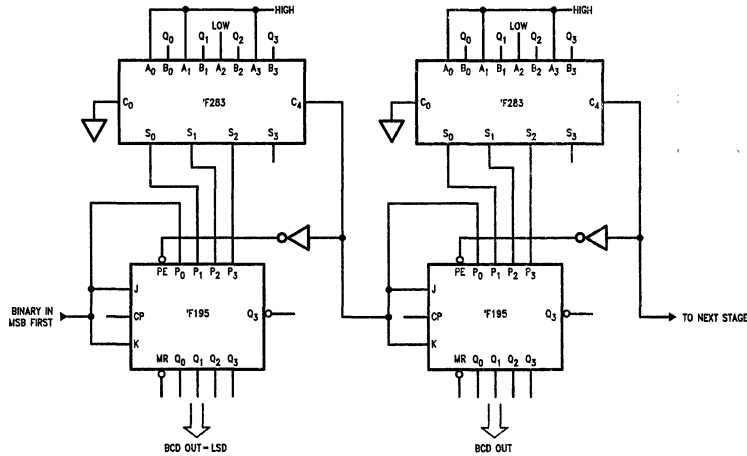 HIGH HIGH
LOW LOW
Q0 Q1 Q2 Q3 Q0 Q1 Q2 Q3
A0 B0 A1 B1 A2 B2 A3 B3 A0 B0 A1 B1 A2 B2 A3 B3
C0 'F283 C4 C0 'F283 C4
S0 S1 S2 S3 S0 S1 S2 S3
PE P0 P1 P2 P3 PE P0 P1 P2 P3
J J
BINARY IN
MSB FIRST
CP 'F195 Q3 CP 'F195 Q3
TO NEXT STAGE
K K
MR Q0 Q1 Q2 Q3 MR Q0 Q1 Q2 Q3
BCD OUT-LSD BCD OUT